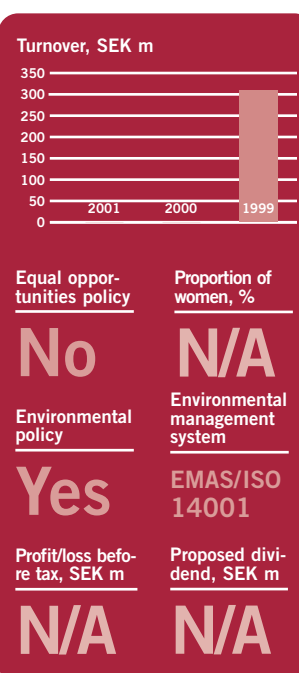 Turnover, SEK m
350
300
250
200
150
100
50
0
2001 2000 1999
Equal oppor-
tunities policy
No
Proportion of
women, %
N/A
Environmental
policy
Yes
Environmental
management
system
EMAS/ISO
14001
Profit/loss befo-
re tax, SEK m
N/A
Proposed divi-
dend, SEK m
N/A